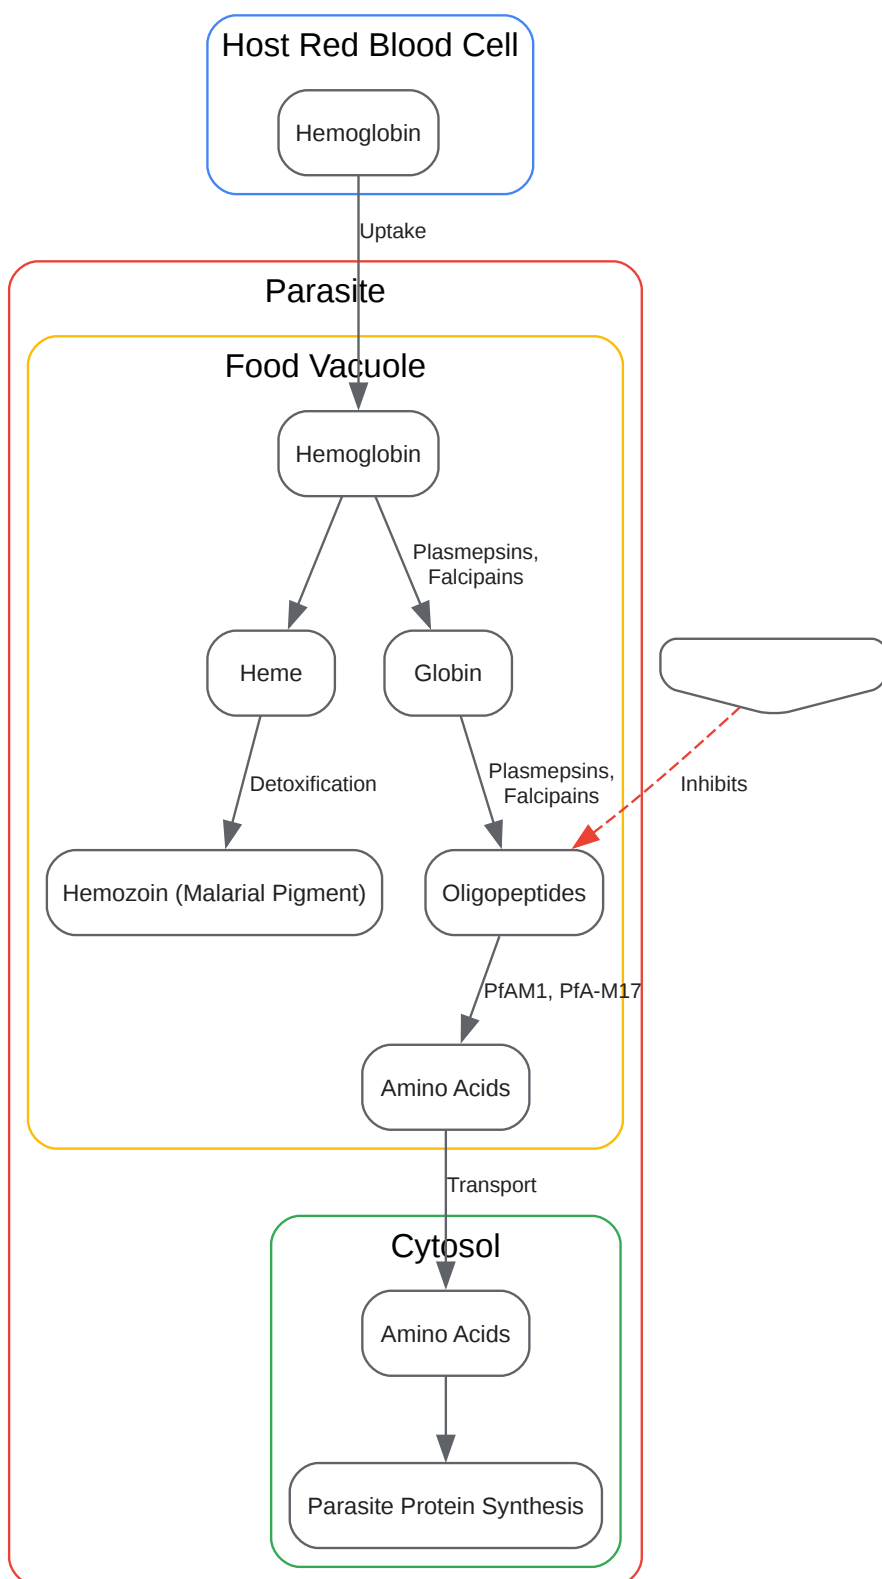 Host Red Blood Cell
Hemoglobin
Uptake
Parasite
Food Vacuole
Hemoglobin
Plasmepsins,
Falcipains
Heme
Globin
Detoxification
Plasmepsins,
Falcipains
Inhibits
Hemozoin (Malarial Pigment)
Oligopeptides
PfAM1, PfA-M17
Amino Acids
Transport
Cytosol
Amino Acids
Parasite Protein Synthesis